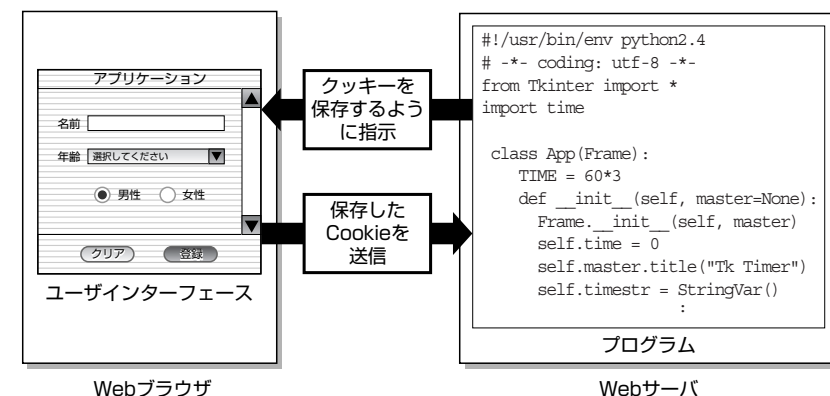 アプリケーション
名前
年齢 選択してください
男性 女性
クリア 登録
ユーザインターフェース
Webブラウザ
クッキーを
保存するよう
に指示
保存した
Cookieを
送信
#!/usr/bin/env python2.4
# -*- coding: utf-8 -*-
from Tkinter import *
import time
class App(Frame):
TIME = 60*3
def __init__(self, master=None):
Frame.__init__(self, master)
self.time = 0
self.master.title("Tk Timer")
self.timestr = StringVar()
:
プログラム
Webサーバ